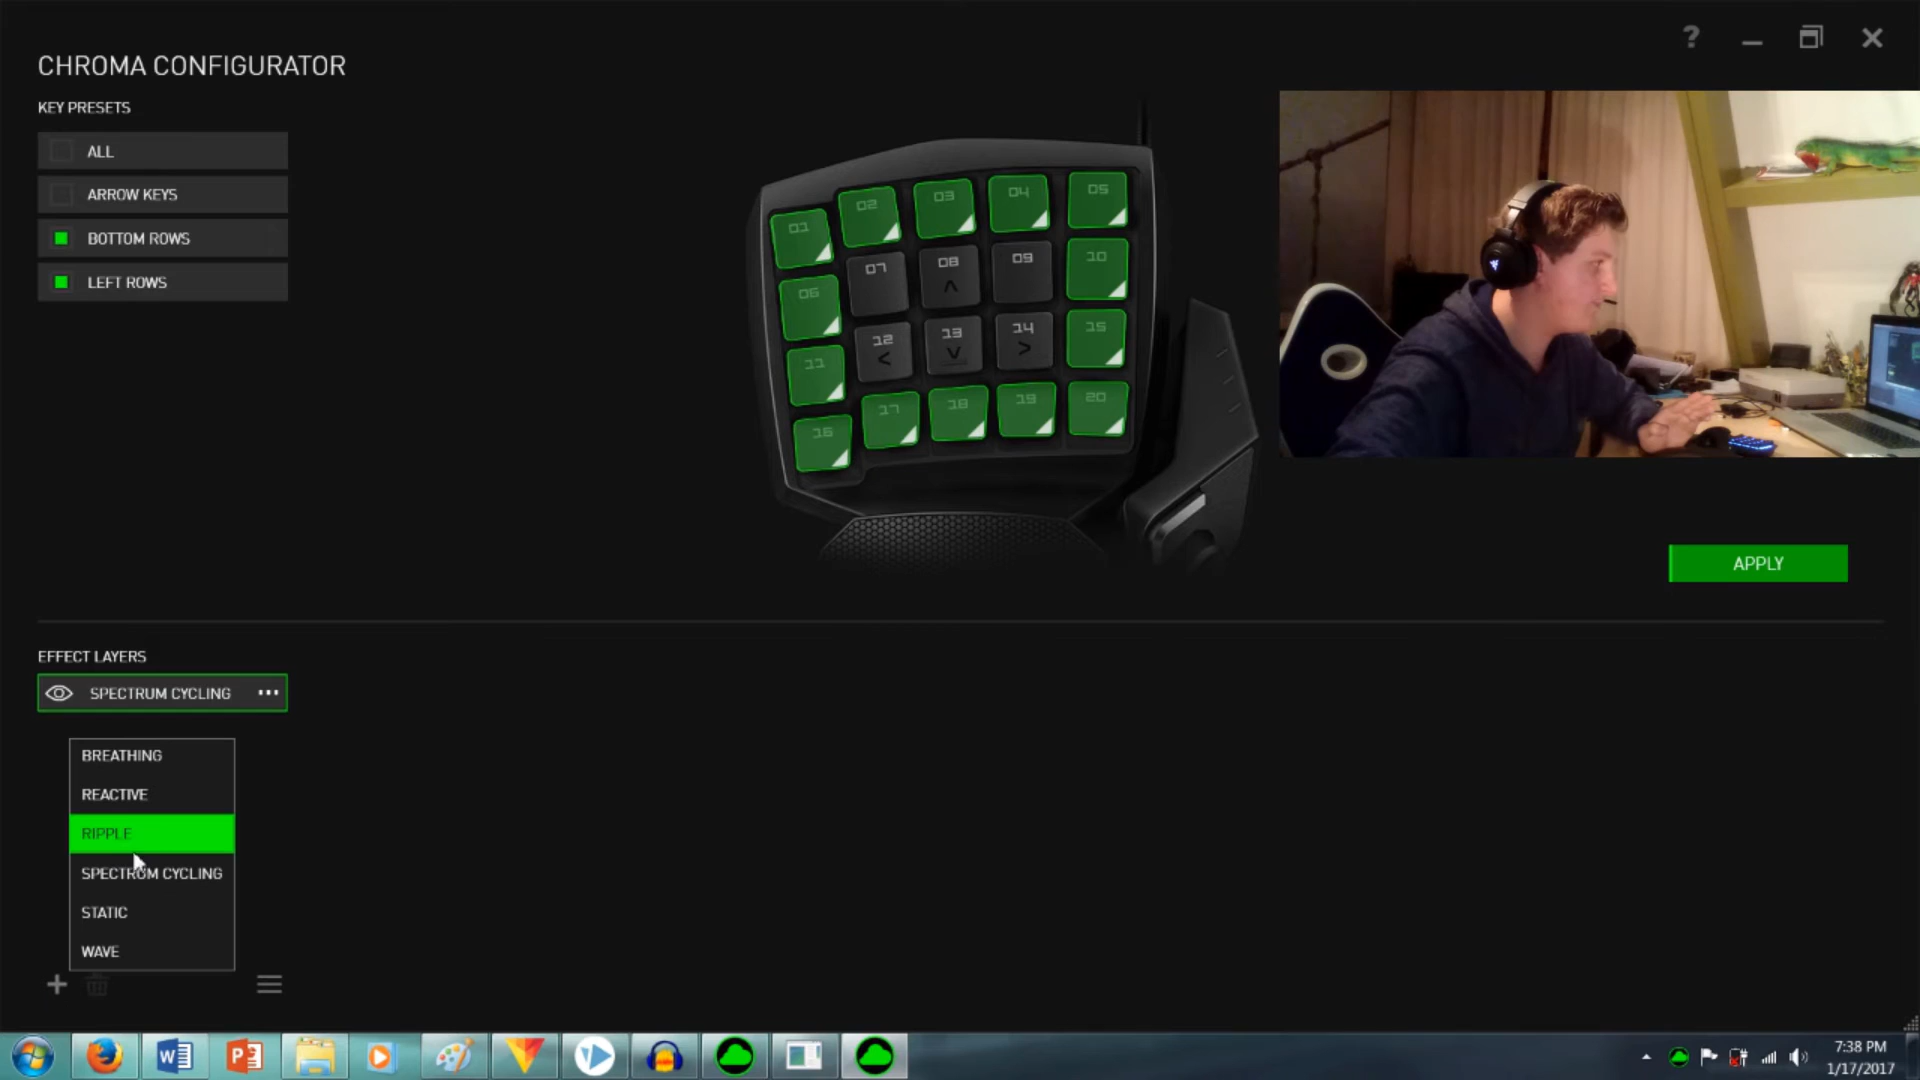 CHROMA CONFIGURATOR
?
KEY PRESETS
ALL
ARROW KEYS
BOTTOM ROWS
LEFT ROWS
01 02 03 04 05
06 07 08 09 10
11 12 13 14 15
16 17 18 19 20
APPLY
EFFECT LAYERS
SPECTRUM CYCLING
BREATHING
REACTIVE
RIPPLE
SPECTRUM CYCLING
STATIC
WAVE
7:38 PM
1/17/2017